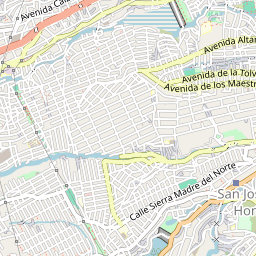 Avenida Cal
Avenida Altam
Avenida de la Tolv
Avenida de los Maestr
Calle Sierra Madre del Norte
San Jos
Hor